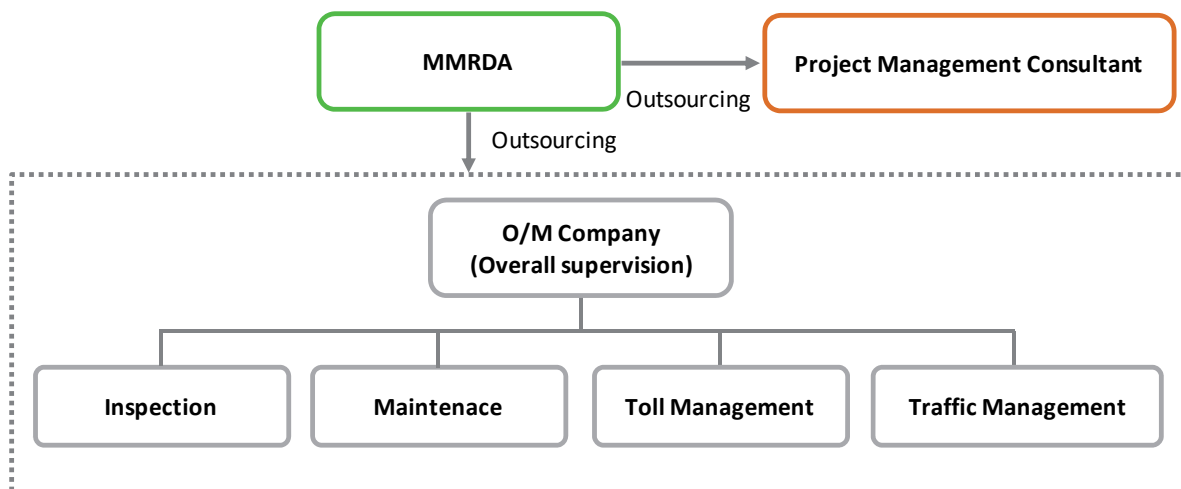 MMRDA
Project Management Consultant
Outsourcing
Outsourcing
O/M Company
(Overall supervision)
Inspection
Maintenace
Toll Management
Traffic Management